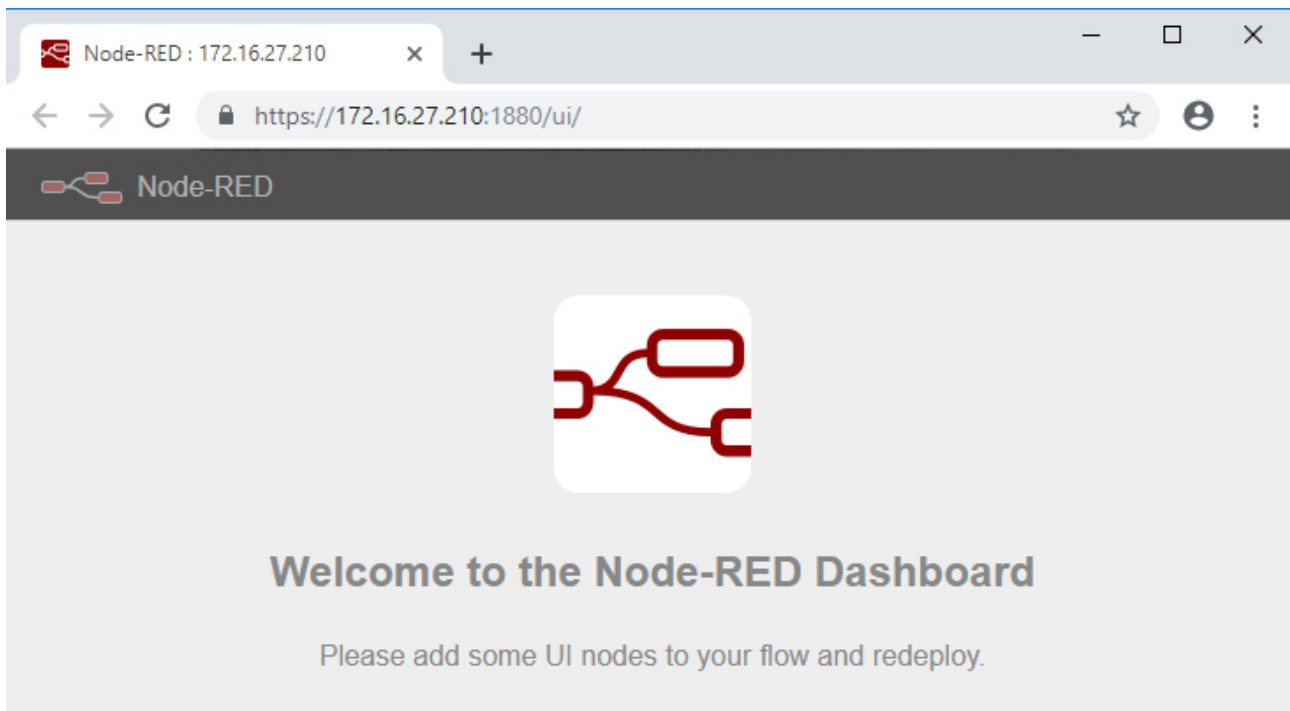 Node-RED : 172.16.27.210
https://172.16.27.210:1880/ui/
Node-RED
Welcome to the Node-RED Dashboard
Please add some UI nodes to your flow and redeploy.